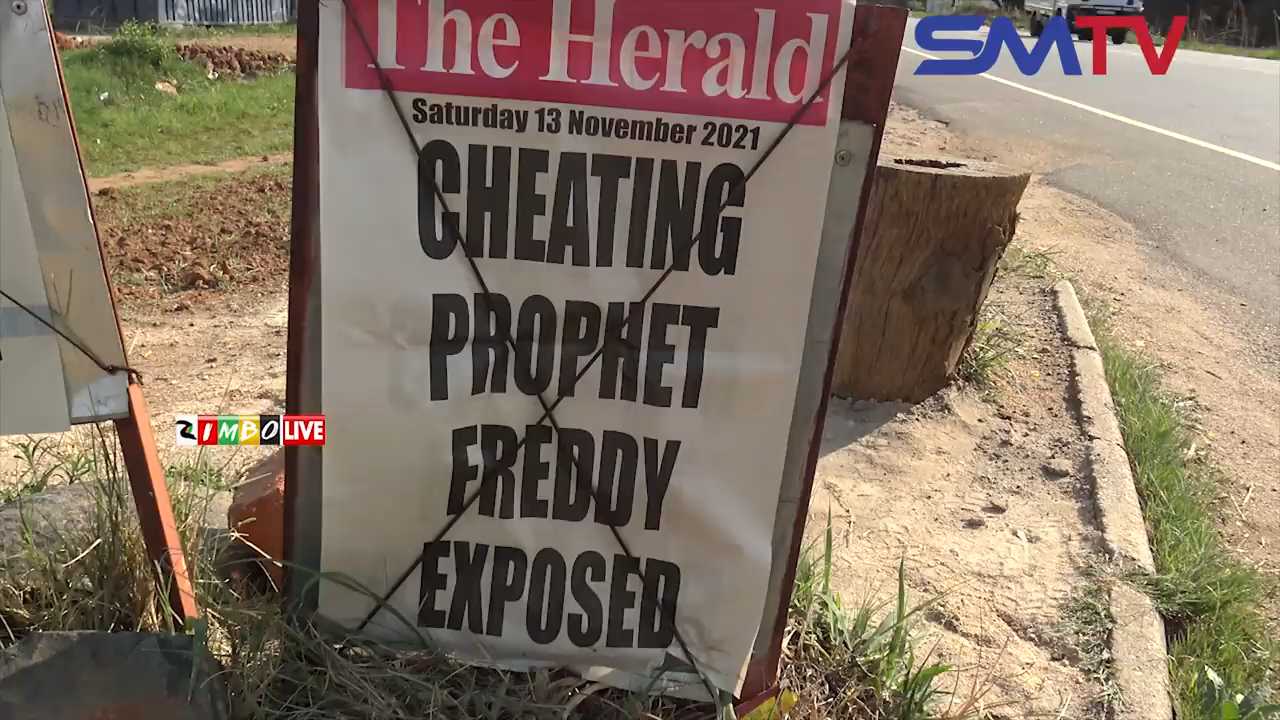 The Herald
SMTV
Saturday 13 November 2021
CHEATING
PROPHET
FREDDY
EXPOSED
ZIMBO LIVE